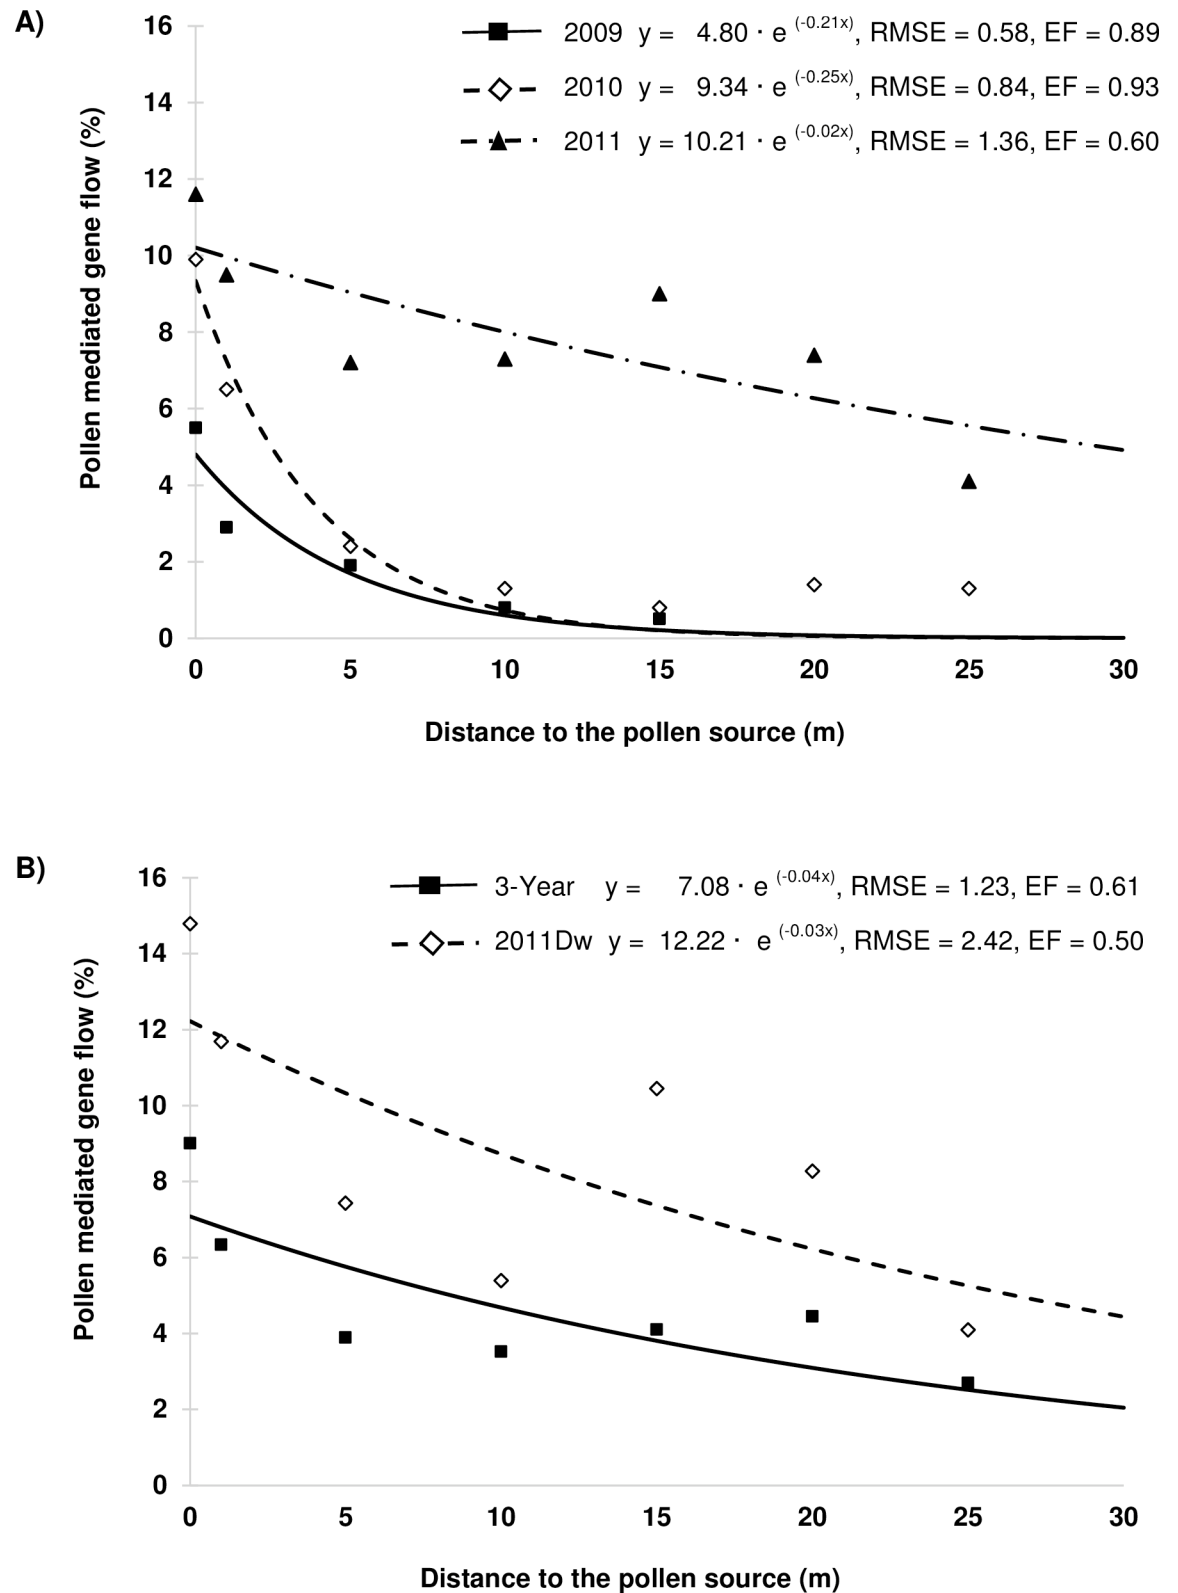 A)
16
14
12
10
8
6
4
2
0
Pollen mediated gene flow (%)
2009 y = 4.80 · e (-0.21x), RMSE = 0.58, EF = 0.89
2010 y = 9.34 · e (-0.25x), RMSE = 0.84, EF = 0.93
2011 y = 10.21 · e (-0.02x), RMSE = 1.36, EF = 0.60
0 5 10 15 20 25 30
Distance to the pollen source (m)
B)
16
14
12
10
8
6
4
2
0
Pollen mediated gene flow (%)
3-Year y = 7.08 · e (-0.04x), RMSE = 1.23, EF = 0.61
2011Dw y = 12.22 · e (-0.03x), RMSE = 2.42, EF = 0.50
0 5 10 15 20 25 30
Distance to the pollen source (m)